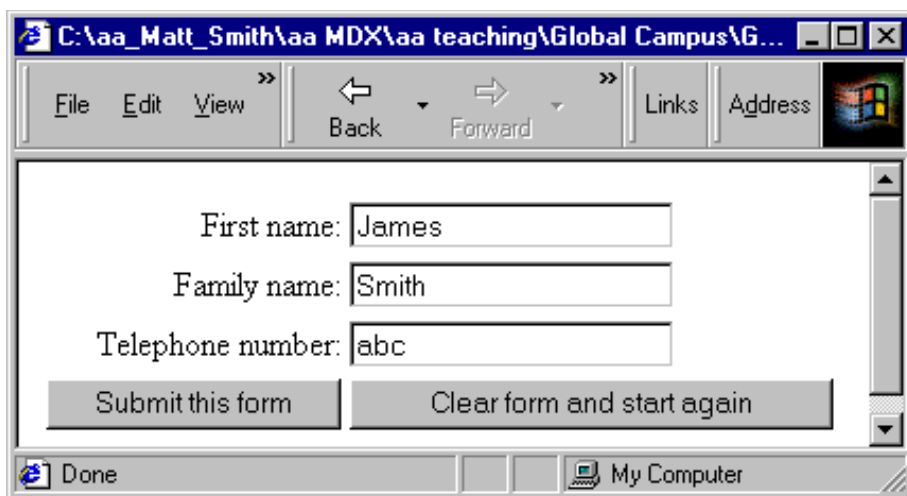 C:\aa_Matt_Smith\aa MDX\aa teaching\Global Campus\G...
File Edit View » Back Forward » Links Address
First name: James
Family name: Smith
Telephone number: abc
Submit this form Clear form and start again
Done My Computer